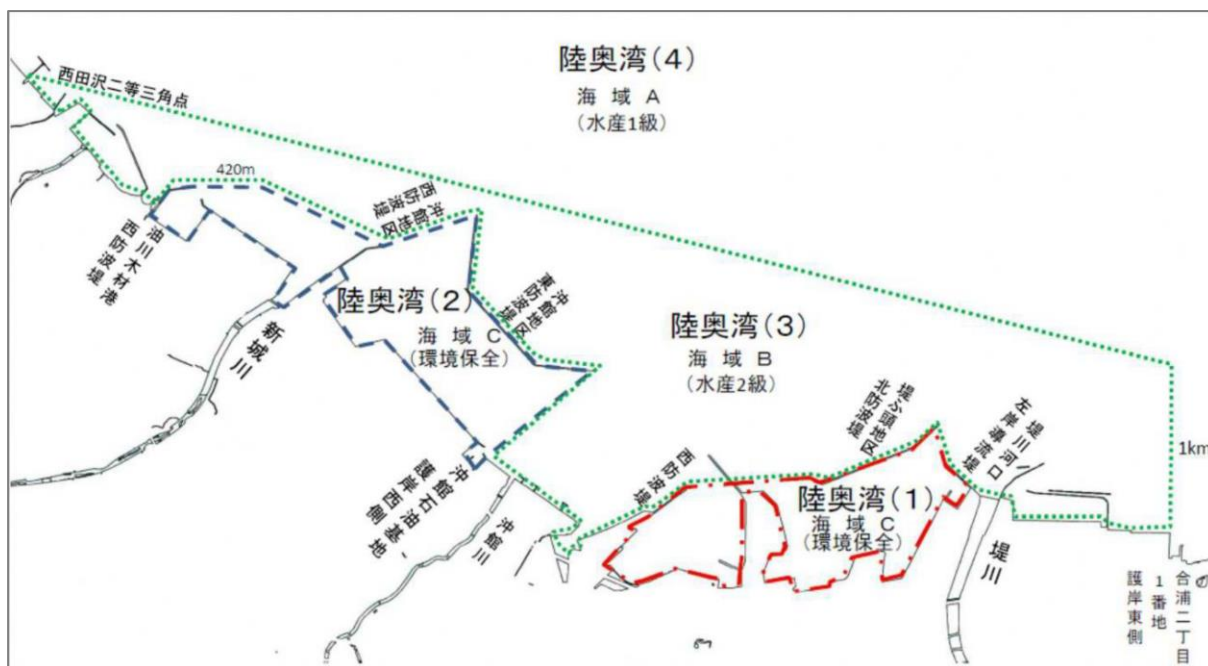 陸奥湾(4)
海域A
(水産1級)
西田沢二等三角点
420m
沖館地区
西防波堤
油川木材港
西防波堤
陸奥湾(2)
海域C
(環境保全)
沖館地区
東防波堤
新城川
陸奥湾(3)
海域B
(水産2級)
堤ふ頭地区
北防波堤
堤川河口
左岸導流堤
1km
西防波堤
陸奥湾(1)
海域C
(環境保全)
沖館石油基地
護岸西側
沖館川
堤川
合浦二丁目
1番地
護岸東側